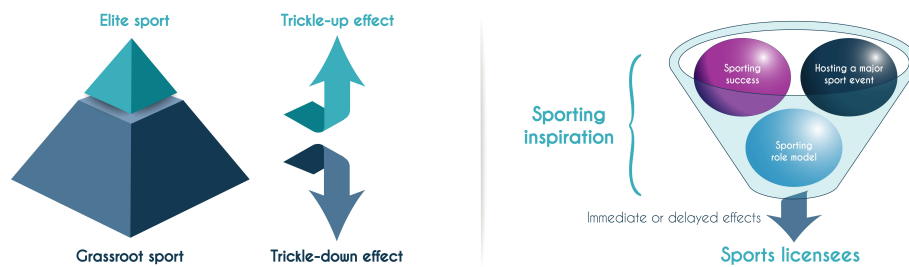 Elite sport
Trickle-up effect
Grassroot sport
Trickle-down effect
Sporting
inspiration
Sporting
success
Hosting a major
sport event
Sporting
role model
Immediate or delayed effects
Sports licensees